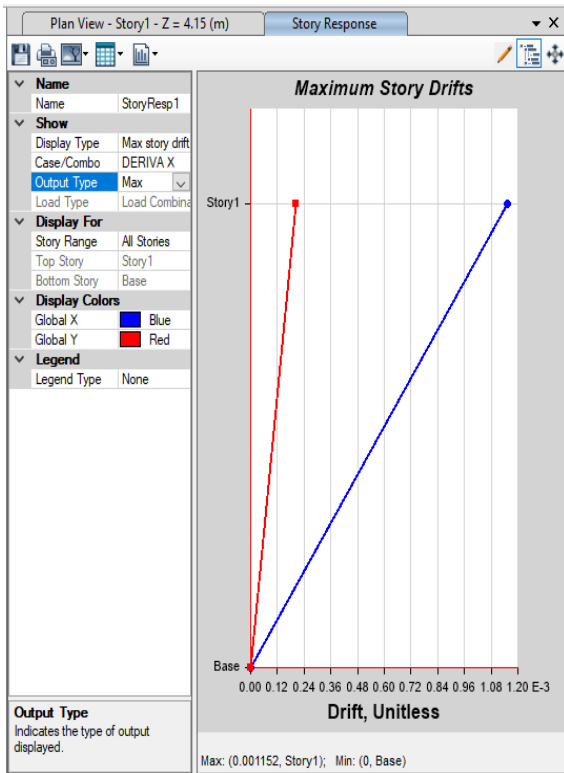 Plan View - Story1 - Z = 4.15 (m)
Story Response
Name
Name StoryResp1
Show
Display Type Max story drift
Case/Combo DERIVA X
Output Type Max
Load Type Load Combina
Display For
Story Range All Stories
Top Story Story1
Bottom Story Base
Display Colors
Global X Blue
Global Y Red
Legend
Legend Type None
Output Type
Indicates the type of output
displayed.
Maximum Story Drifts
Story1
Base
0.00 0.12 0.24 0.36 0.48 0.60 0.72 0.84 0.96 1.08 1.20 E-3
Drift, Unitless
Max: (0.001152, Story1); Min: (0, Base)